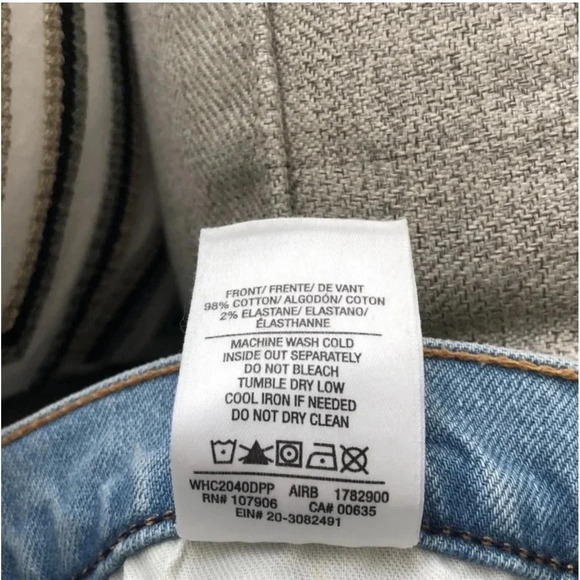 FRONT/ FRENTE/ DE VANT
98% COTTON/ ALGODÓN/ COTON
2% ELASTANE/ ELASTANO/
ÉLASTHANNE
MACHINE WASH COLD
INSIDE OUT SEPARATELY
DO NOT BLEACH
TUMBLE DRY LOW
COOL IRON IF NEEDED
DO NOT DRY CLEAN
WHC2040DPP AIRB 1782900
RN# 107906 CA# 00635
EIN# 20-3082491